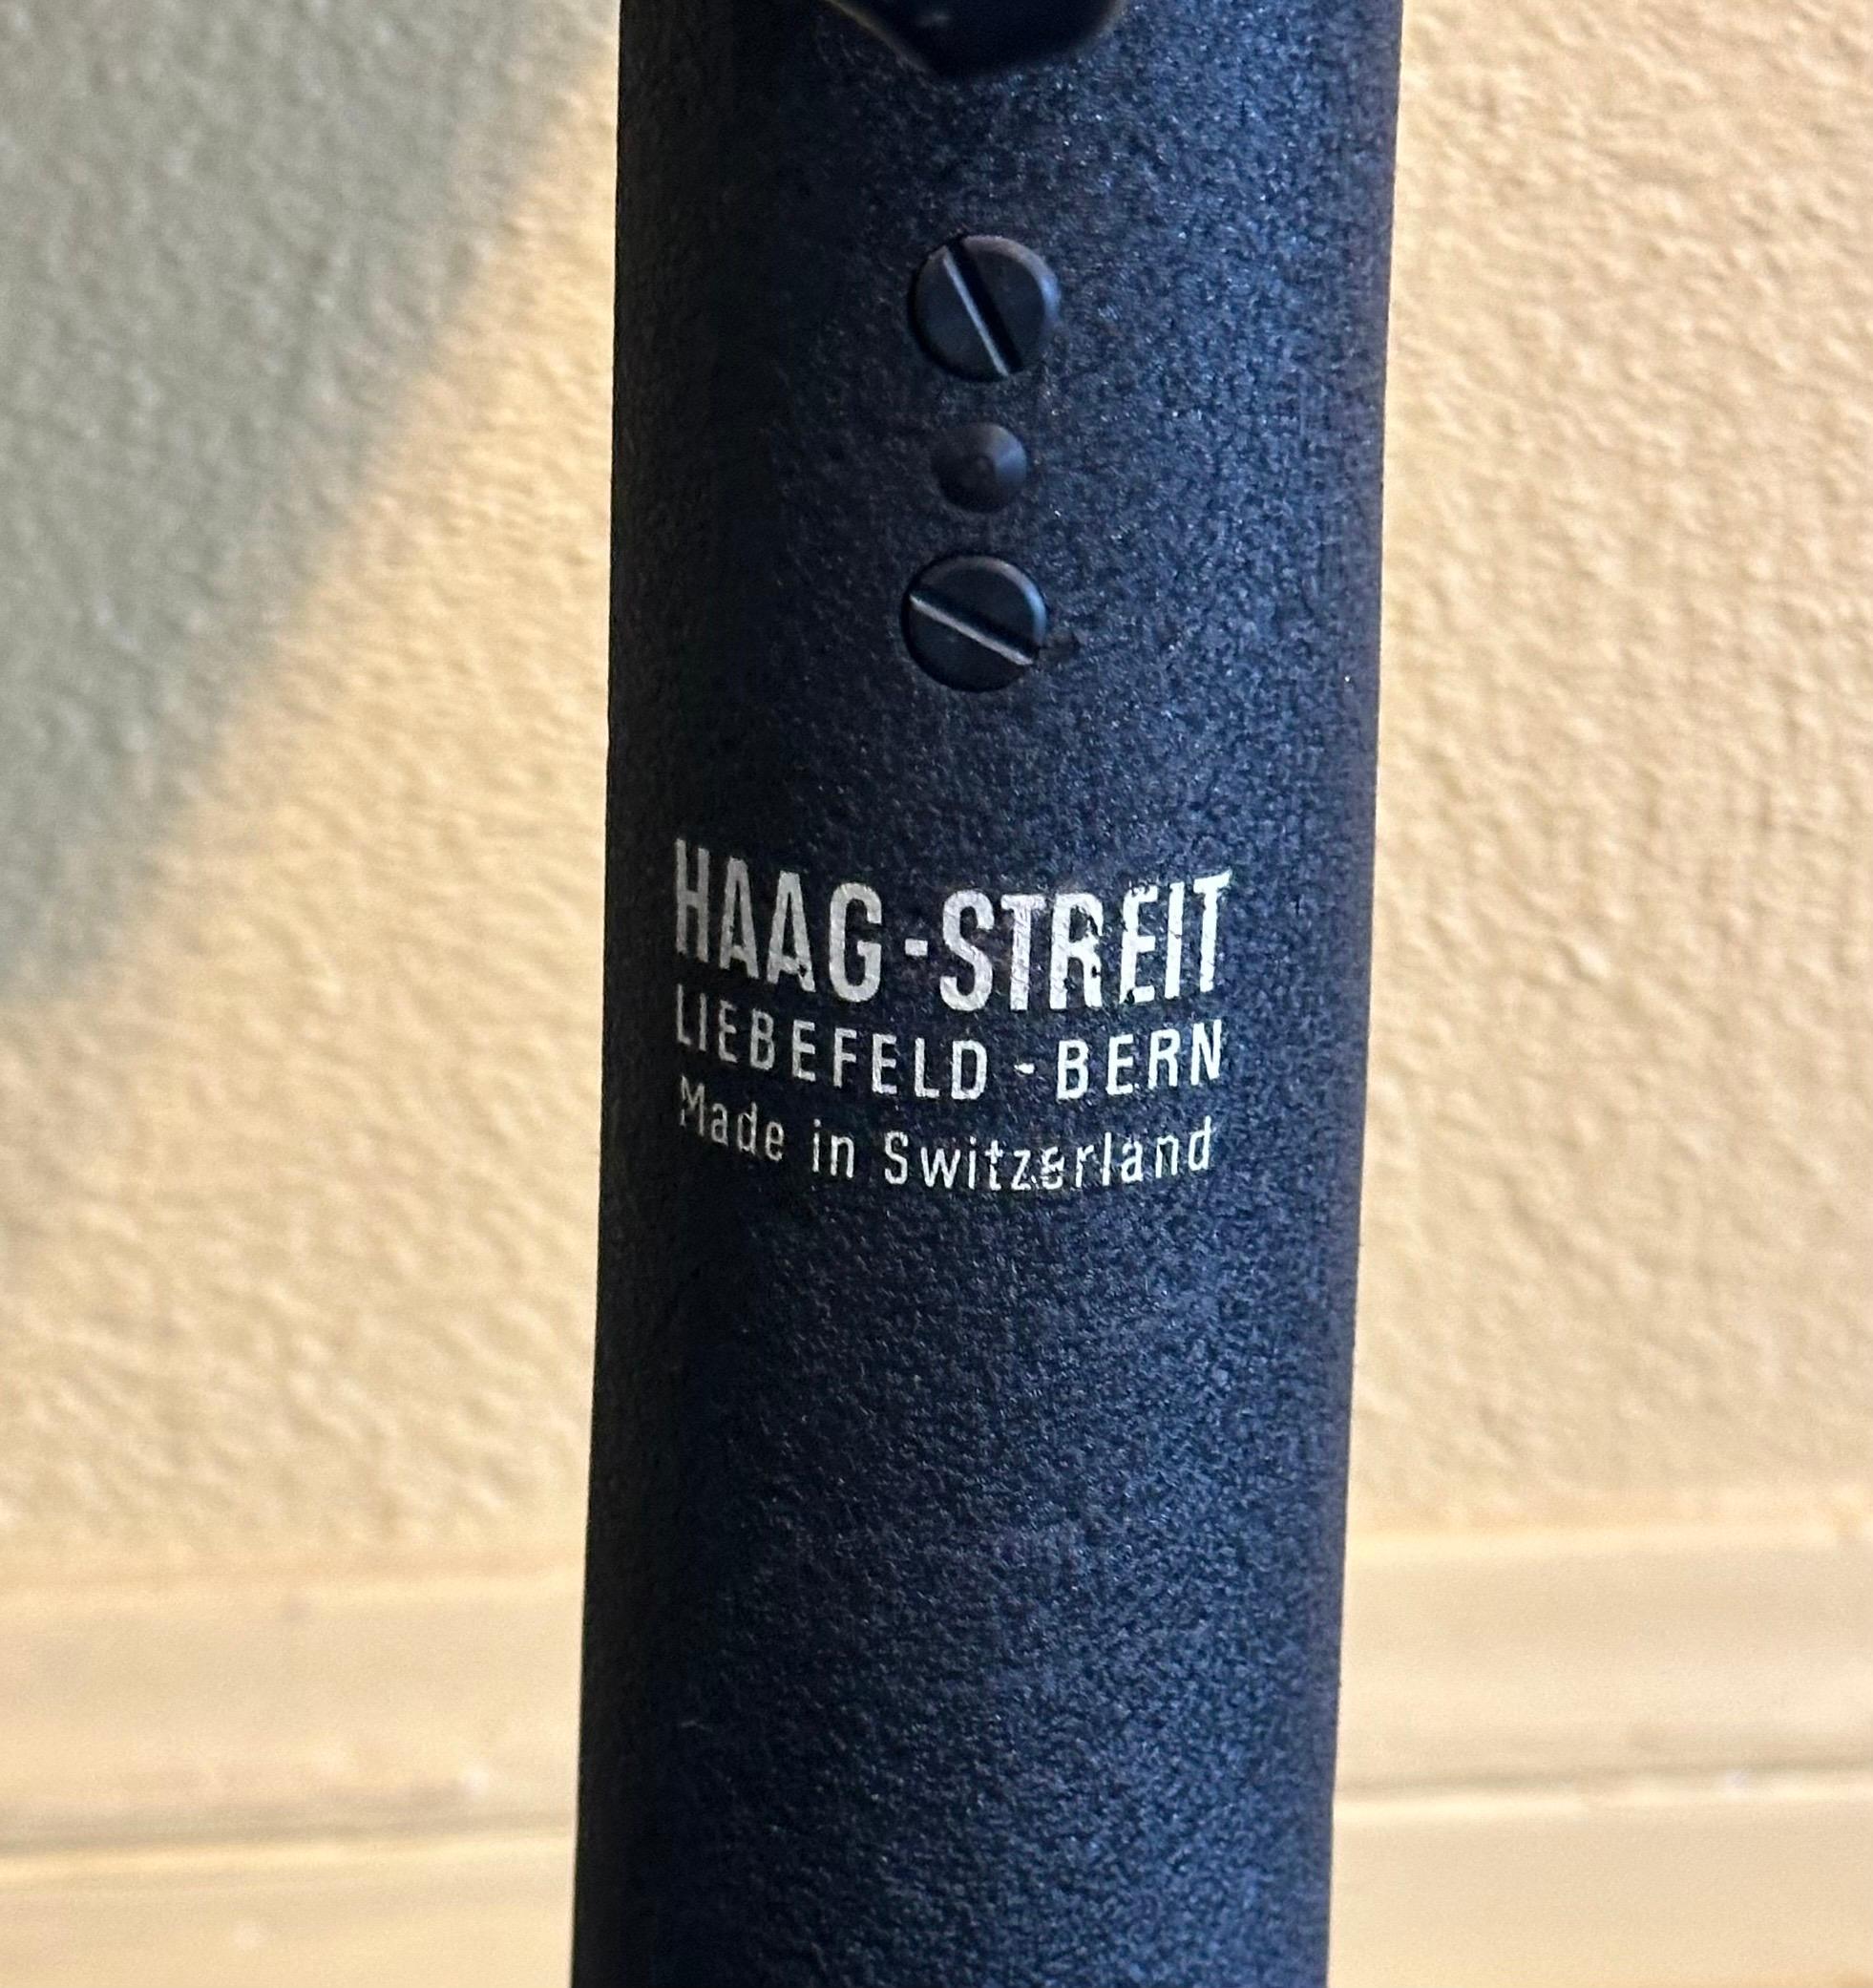 HAAG-STREIT
LIEBEFELD-BERN
Made in Switzerland